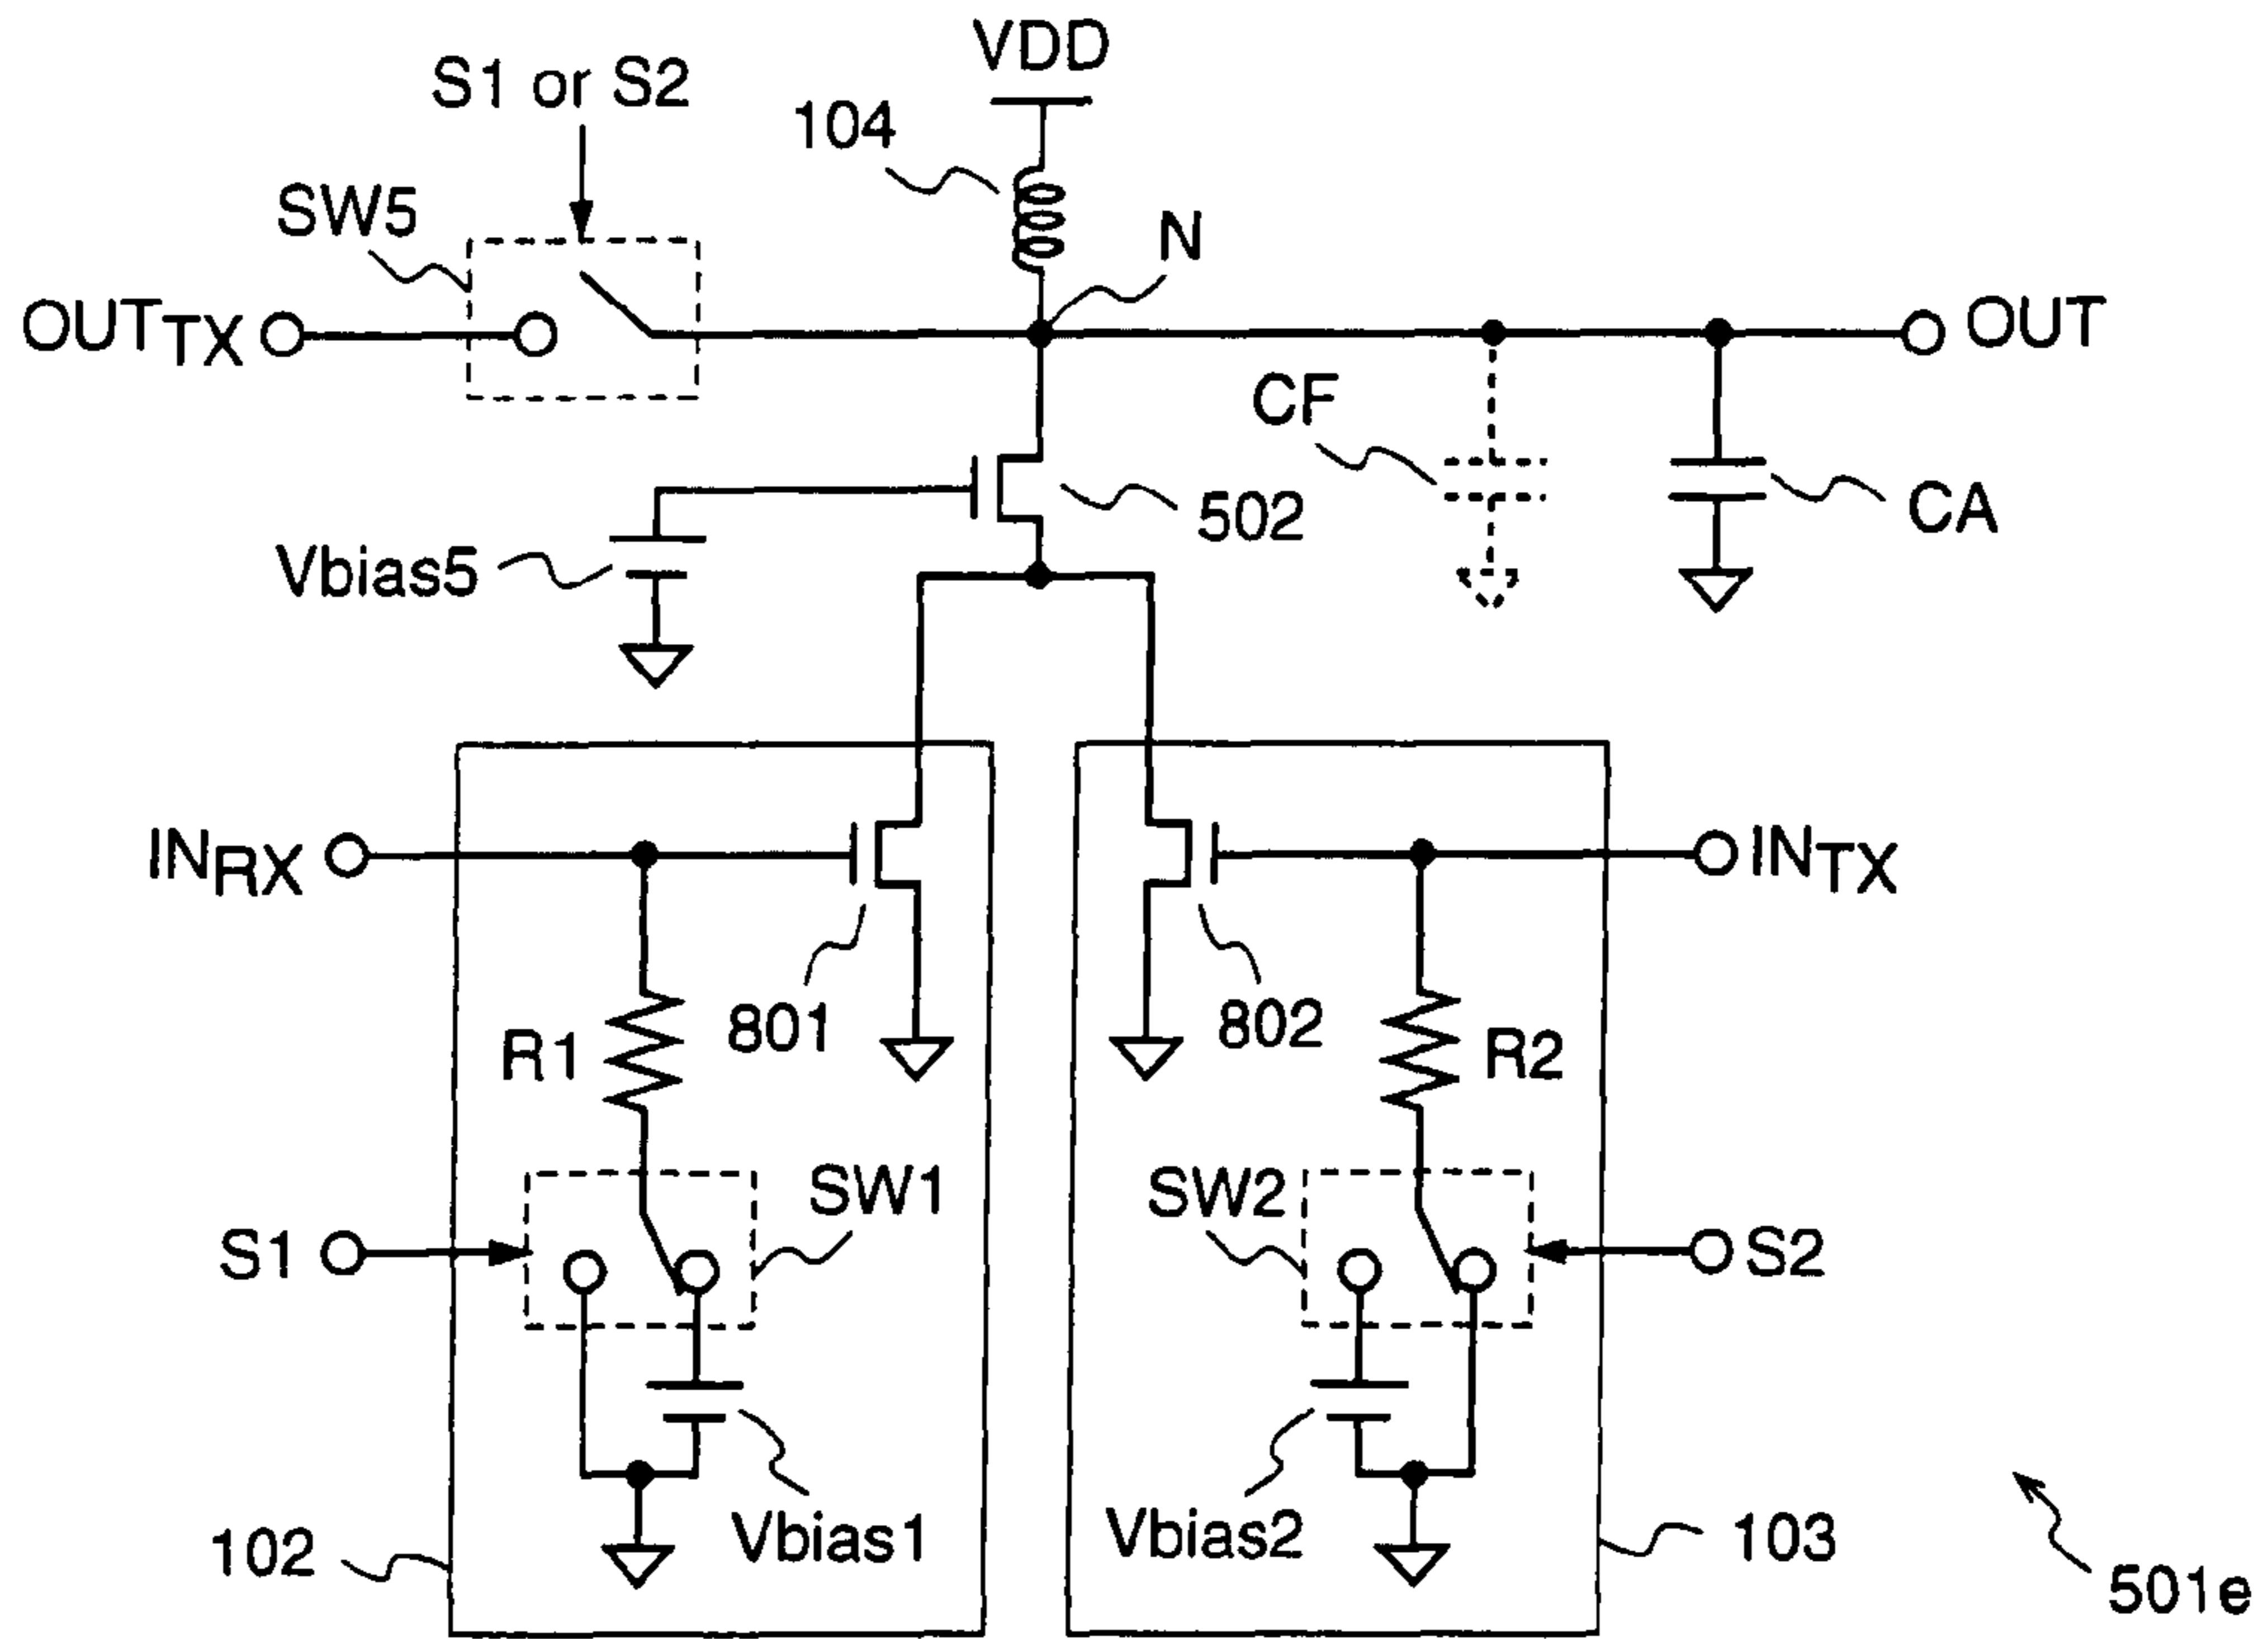 VDD
S1 or S2
104
SW5
N
OUTTX
OUT
CF
CA
502
Vbias5
INRX
INTX
801
802
R1
R2
SW1
SW2
S1
S2
Vbias1
Vbias2
102
103
501e